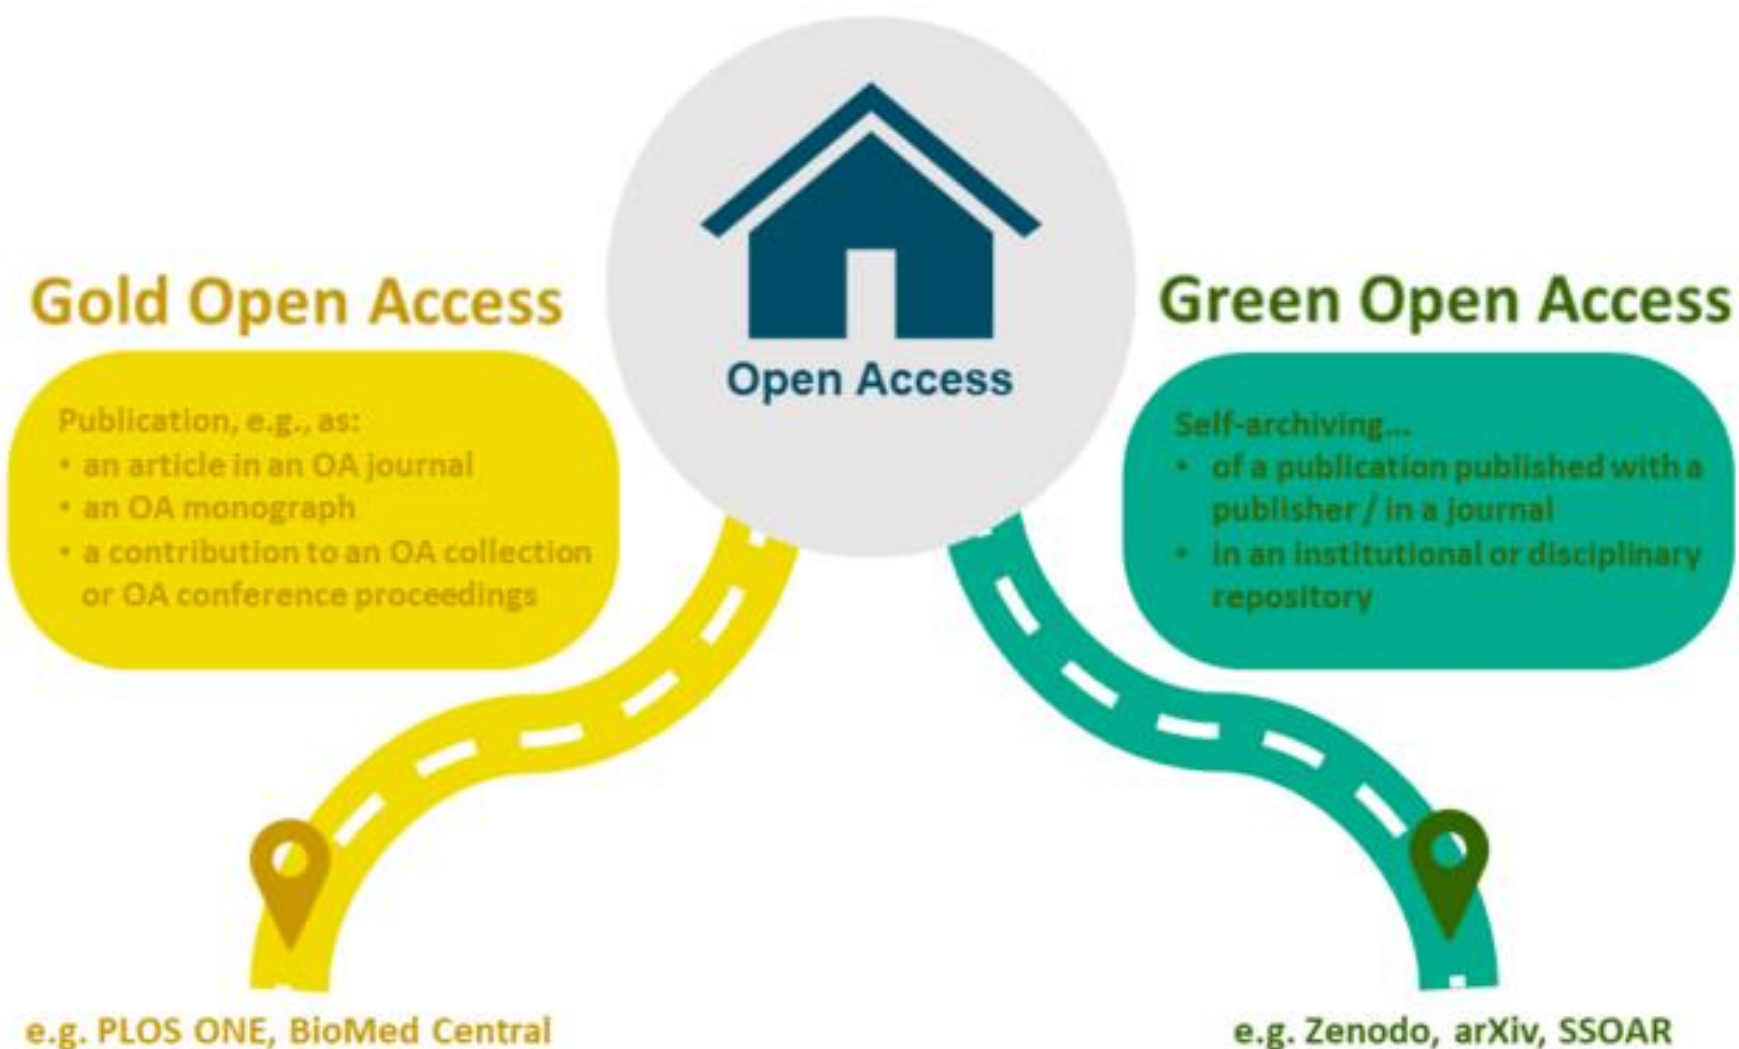 Open Access
Gold Open Access
Publication, e.g., as:
• an article in an OA journal
• an OA monograph
• a contribution to an OA collection
or OA conference proceedings
e.g. PLOS ONE, BioMed Central
Green Open Access
Self-archiving...
• of a publication published with a
publisher / in a journal
• in an institutional or disciplinary
repository
e.g. Zenodo, arXiv, SSOAR